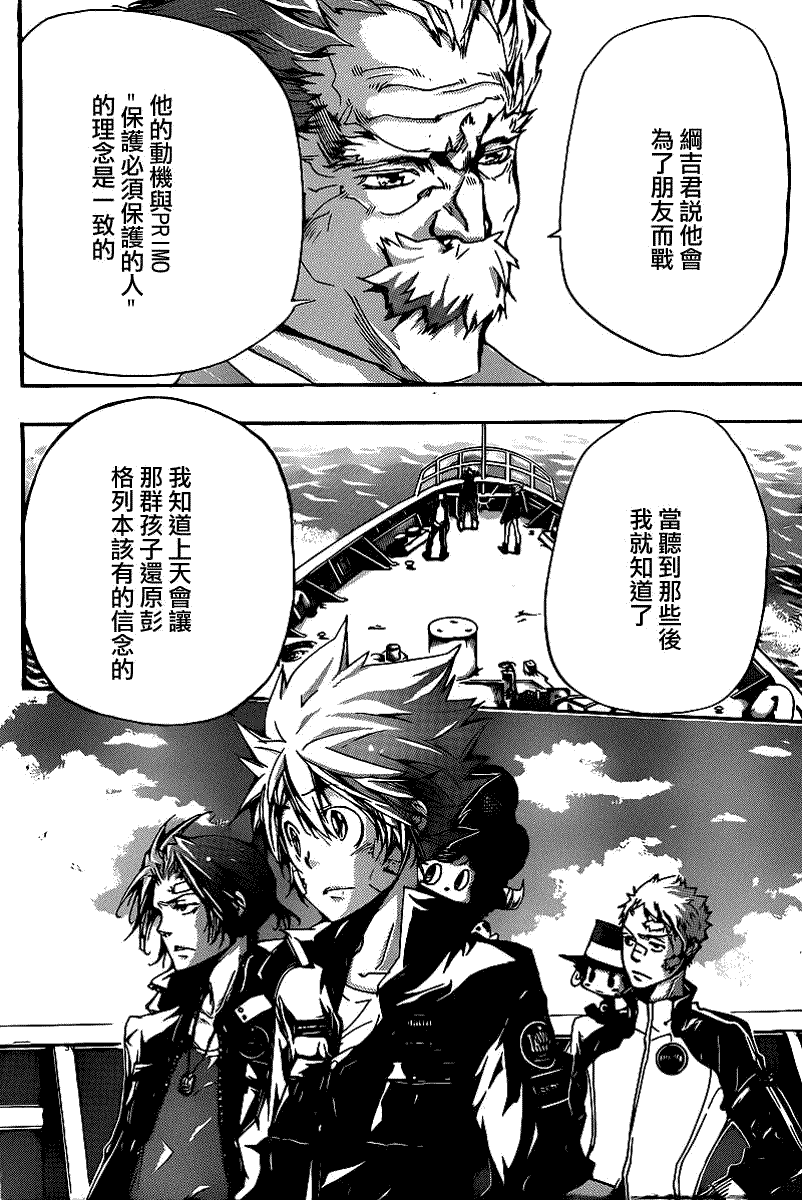 綱吉君説他會
為了朋友而戰
他的動機與PRIMO
"保護必須保護的人"
的理念是一致的
當聽到那些後
我就知道了
我知道上天會讓
那群孩子還原彭
格列本該有的信念的